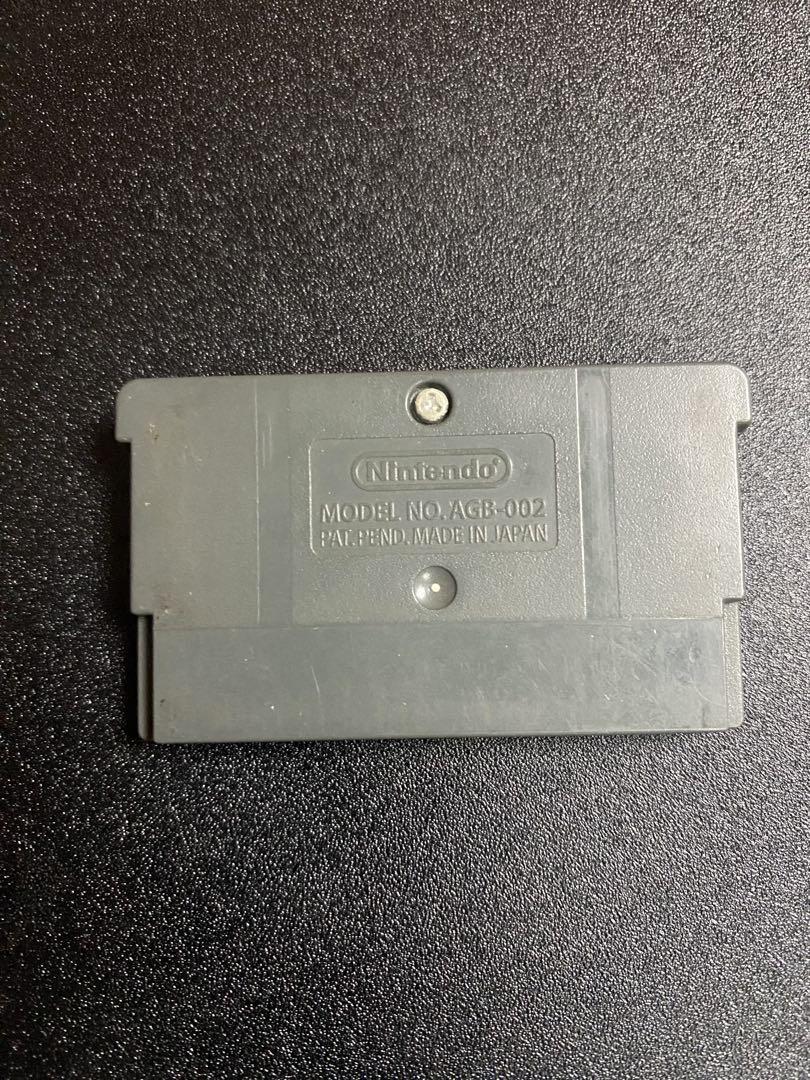 Nintendo®
MODEL NO. AGB-002
PAT. PEND. MADE IN JAPAN